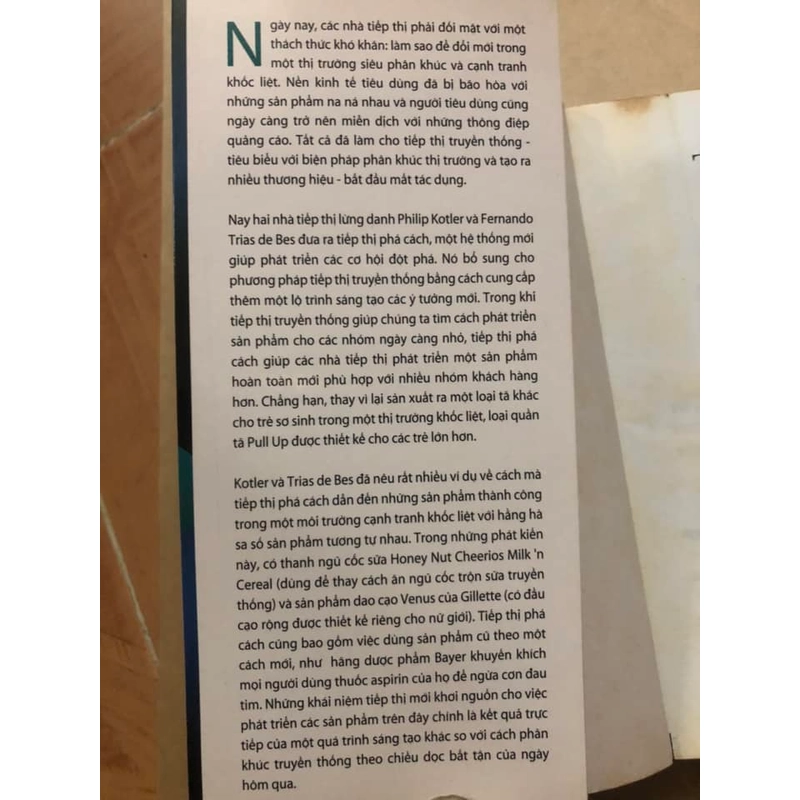 Ngày nay, các nhà tiếp thị phải đối mặt với một
thách thức khó khăn: làm sao để đổi mới trong
một thị trường siêu phân khúc và cạnh tranh
khốc liệt. Nền kinh tế tiêu dùng đã bị bão hòa với
những sản phẩm na ná nhau và người tiêu dùng cũng
ngày càng trở nên miễn dịch với những thông điệp
quảng cáo. Tất cả đã làm cho tiếp thị truyền thống -
tiêu biểu với biện pháp phân khúc thị trường và tạo ra
nhiều thương hiệu - bắt đầu mất tác dụng.
Nay hai nhà tiếp thị lừng danh Philip Kotler và Fernando
Trias de Bes đưa ra tiếp thị phá cách, một hệ thống mới
giúp phát triển các cơ hội đột phá. Nó bổ sung cho
phương pháp tiếp thị truyền thống bằng cách cung cấp
thêm một lộ trình sáng tạo các ý tưởng mới. Trong khi
tiếp thị truyền thống giúp chúng ta tìm cách phát triển
sản phẩm cho các nhóm ngày càng nhỏ, tiếp thị phá
cách giúp các nhà tiếp thị phát triển một sản phẩm
hoàn toàn mới phù hợp với nhiều nhóm khách hàng
hơn. Chẳng hạn, thay vì lại sản xuất ra một loại tã khác
cho trẻ sơ sinh trong một thị trường khốc liệt, loại quần
tã Pull Up được thiết kế cho các trẻ lớn hơn.
Kotler và Trias de Bes đã nêu rất nhiều ví dụ về cách mà
tiếp thị phá cách dẫn đến những sản phẩm thành công
trong một môi trường cạnh tranh khốc liệt với hằng hà
sa số sản phẩm tương tự nhau. Trong những phát kiến
này, có thanh ngũ cốc sữa Honey Nut Cheerios Milk 'n
Cereal (dùng để thay cách ăn ngũ cốc trộn sữa truyền
thống) và sản phẩm dao cạo Venus của Gillette (có đầu
cạo rộng được thiết kế riêng cho nữ giới). Tiếp thị phá
cách cũng bao gồm việc dùng sản phẩm cũ theo một
cách mới, như hãng dược phẩm Bayer khuyến khích
mọi người dùng thuốc aspirin của họ để ngừa cơn đau
tim. Những khái niệm tiếp thị mới khơi nguồn cho việc
phát triển các sản phẩm trên đây chính là kết quả trực
tiếp của một quá trình sáng tạo khác so với cách phân
khúc truyền thống theo chiều dọc bất tận của ngày
hôm qua.